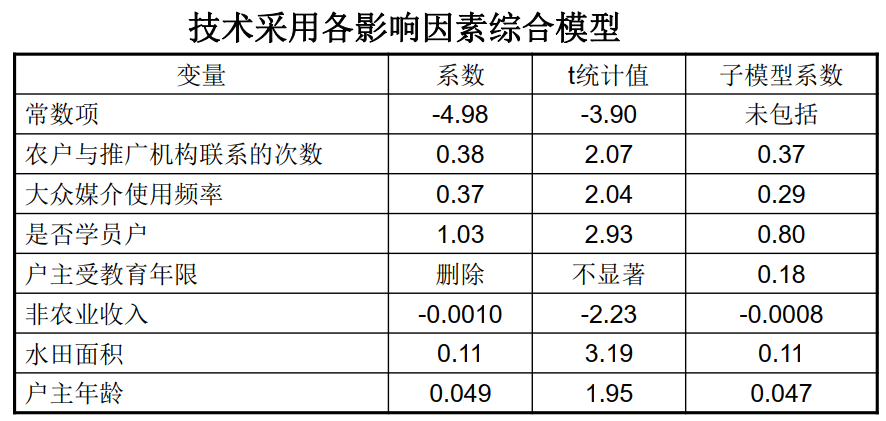 技术采用各影响因素综合模型
变量 系数 t统计值 子模型系数
常数项 -4.98 -3.90 未包括
农户与推广机构联系的次数 0.38 2.07 0.37
大众媒介使用频率 0.37 2.04 0.29
是否学员户 1.03 2.93 0.80
户主受教育年限 删除 不显著 0.18
非农业收入 -0.0010 -2.23 -0.0008
水田面积 0.11 3.19 0.11
户主年龄 0.049 1.95 0.047